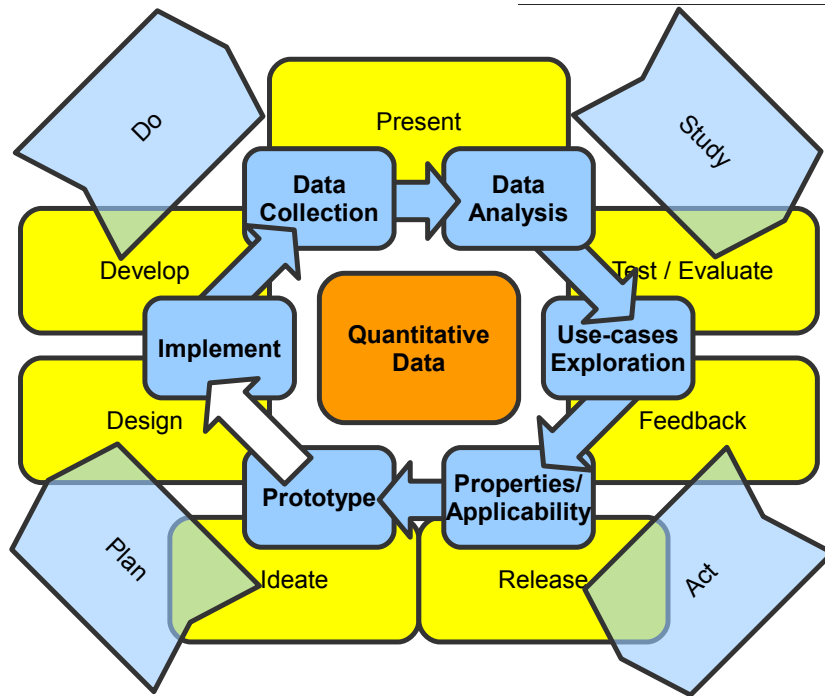 Do
Present
Study
Data
Collection
Data
Analysis
Develop
Test / Evaluate
Implement
Quantitative
Data
Use-cases
Exploration
Design
Feedback
Prototype
Properties/
Applicability
Plan
Ideate
Release
Act